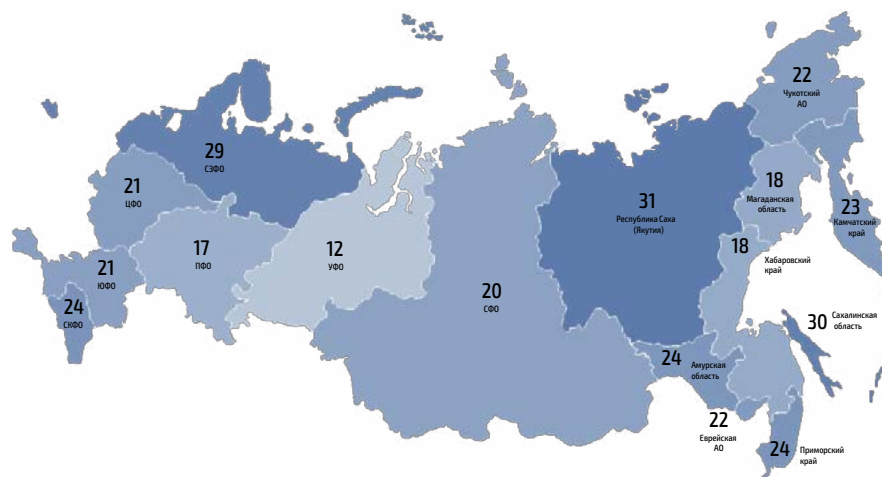 22
Чукотский
АО
29
СЗФО
21
ЦФО
31
Республика Саха
(Якутия)
18
Магаданская
область
23
Камчатский
край
17
ПФО
12
УФО
18
Хабаровский
край
21
ЮФО
24
СКФО
20
СФО
30
Сахалинская
область
24
Амурская
область
22
Еврейская
АО
24
Приморский
край